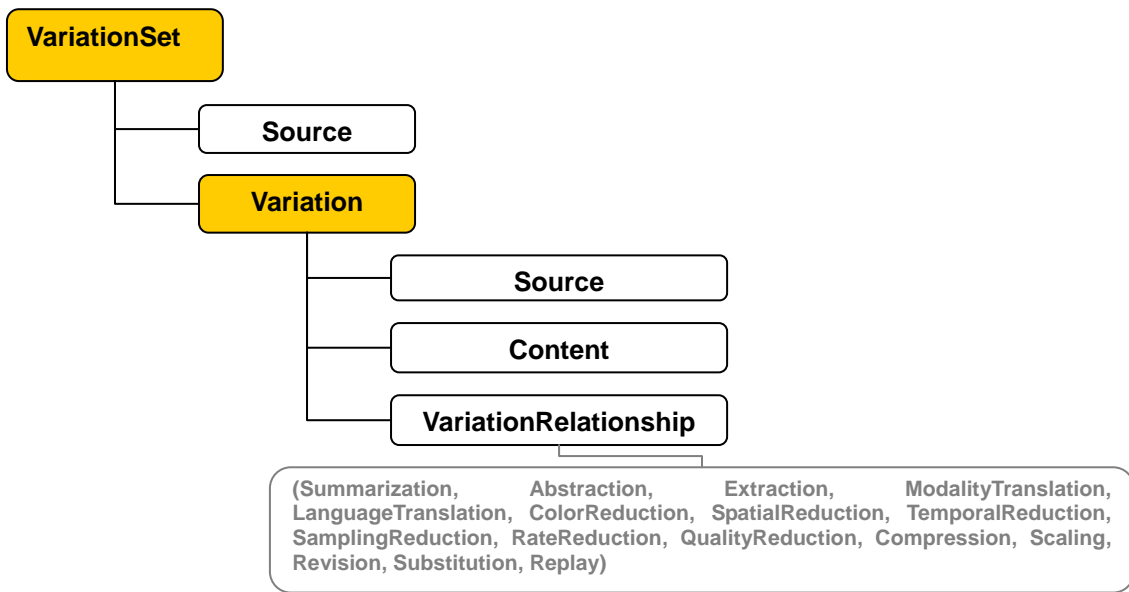 VariationSet
Source
Variation
Source
Content
VariationRelationship
(Summarization, Abstraction, Extraction, ModalityTranslation,
LanguageTranslation, ColorReduction, SpatialReduction, TemporalReduction,
SamplingReduction, RateReduction, QualityReduction, Compression, Scaling,
Revision, Substitution, Replay)